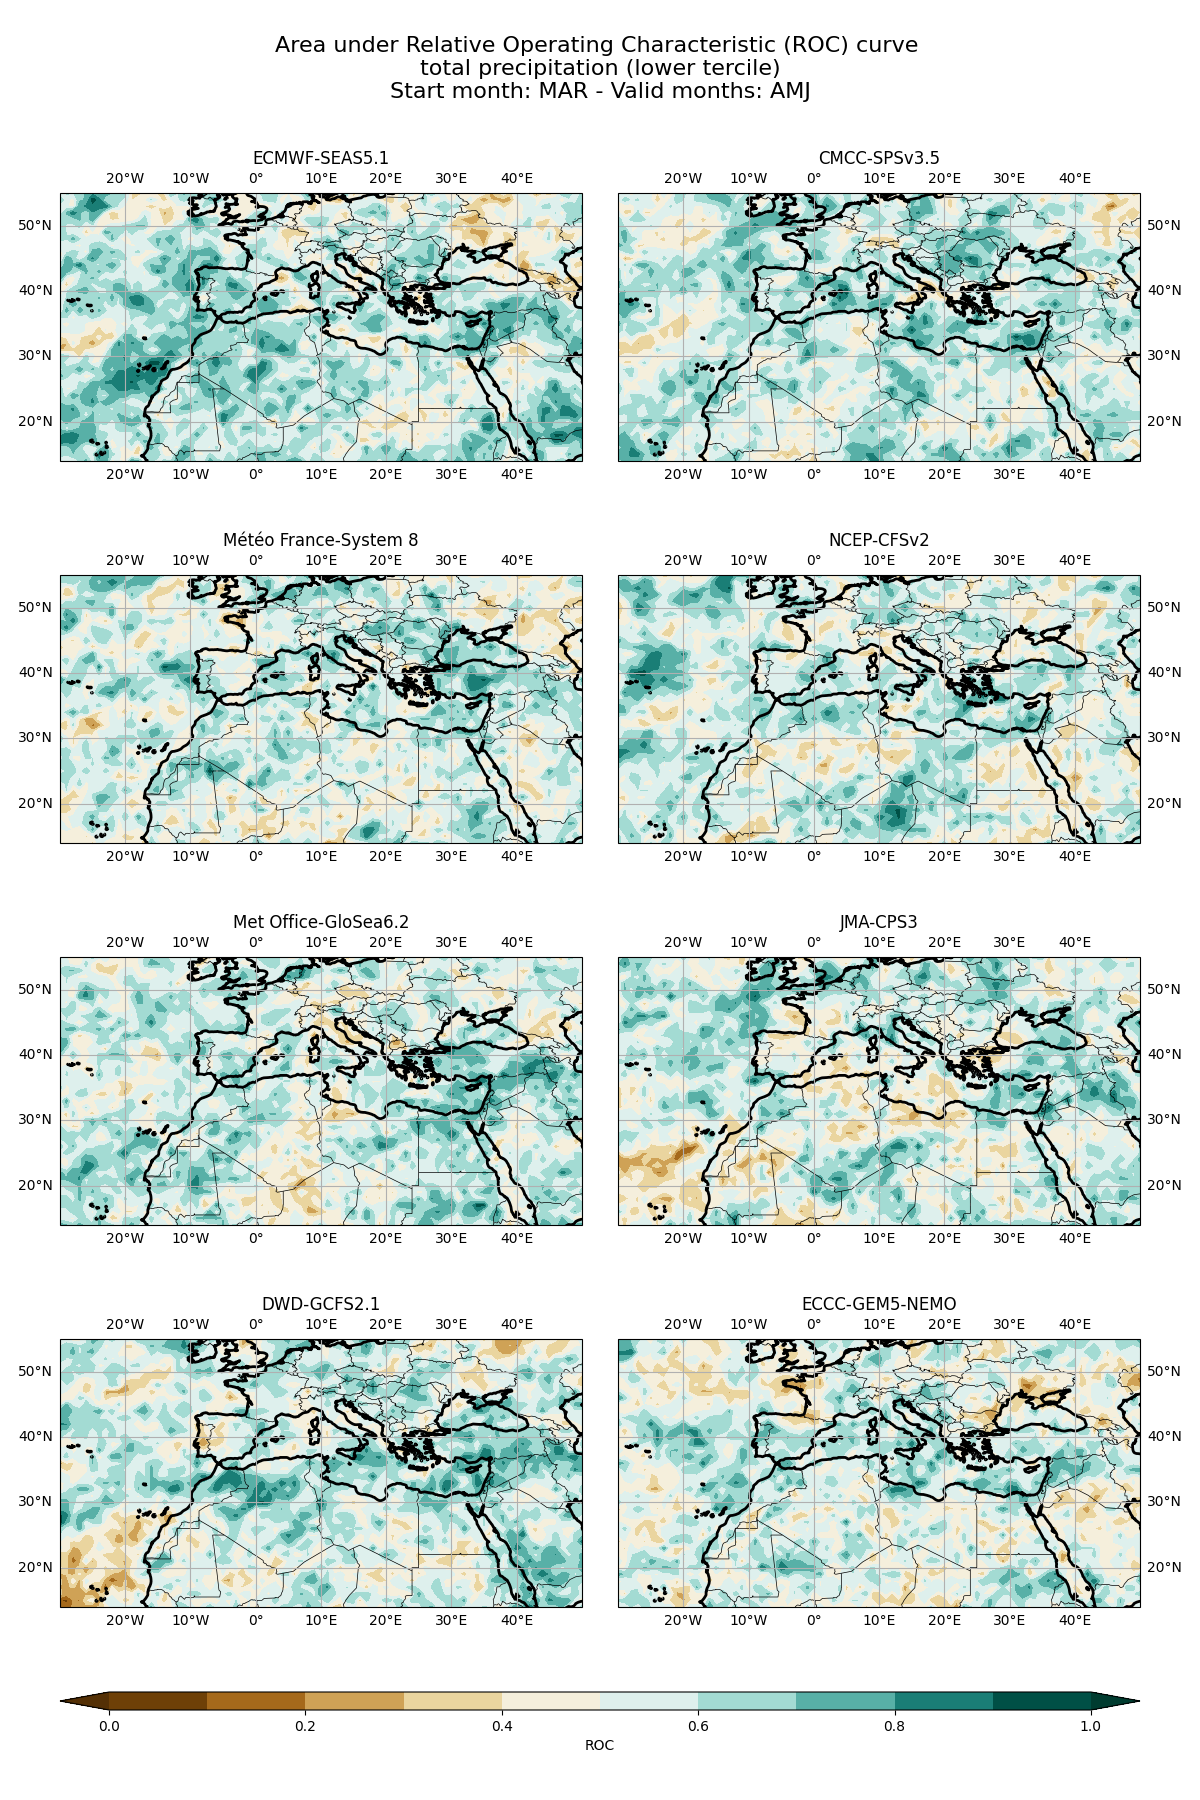 Area under Relative Operating Characteristic (ROC) curve
total precipitation (lower tercile)
Start month: MAR - Valid months: AMJ
ECMWF-SEAS5.1
20°W 10°W 0° 10°E 20°E 30°E 40°E
50°N
40°N
30°N
20°N
20°W 10°W 0° 10°E 20°E 30°E 40°E
CMCC-SPSv3.5
20°W 10°W 0° 10°E 20°E 30°E 40°E
50°N
40°N
30°N
20°N
20°W 10°W 0° 10°E 20°E 30°E 40°E
Météo France-System 8
20°W 10°W 0° 10°E 20°E 30°E 40°E
50°N
40°N
30°N
20°N
20°W 10°W 0° 10°E 20°E 30°E 40°E
NCEP-CFSv2
20°W 10°W 0° 10°E 20°E 30°E 40°E
50°N
40°N
30°N
20°N
20°W 10°W 0° 10°E 20°E 30°E 40°E
Met Office-GloSea6.2
20°W 10°W 0° 10°E 20°E 30°E 40°E
50°N
40°N
30°N
20°N
20°W 10°W 0° 10°E 20°E 30°E 40°E
JMA-CPS3
20°W 10°W 0° 10°E 20°E 30°E 40°E
50°N
40°N
30°N
20°N
20°W 10°W 0° 10°E 20°E 30°E 40°E
DWD-GCFS2.1
20°W 10°W 0° 10°E 20°E 30°E 40°E
50°N
40°N
30°N
20°N
20°W 10°W 0° 10°E 20°E 30°E 40°E
ECCC-GEM5-NEMO
20°W 10°W 0° 10°E 20°E 30°E 40°E
50°N
40°N
30°N
20°N
20°W 10°W 0° 10°E 20°E 30°E 40°E
0.0 0.2 0.4 0.6 0.8 1.0
ROC